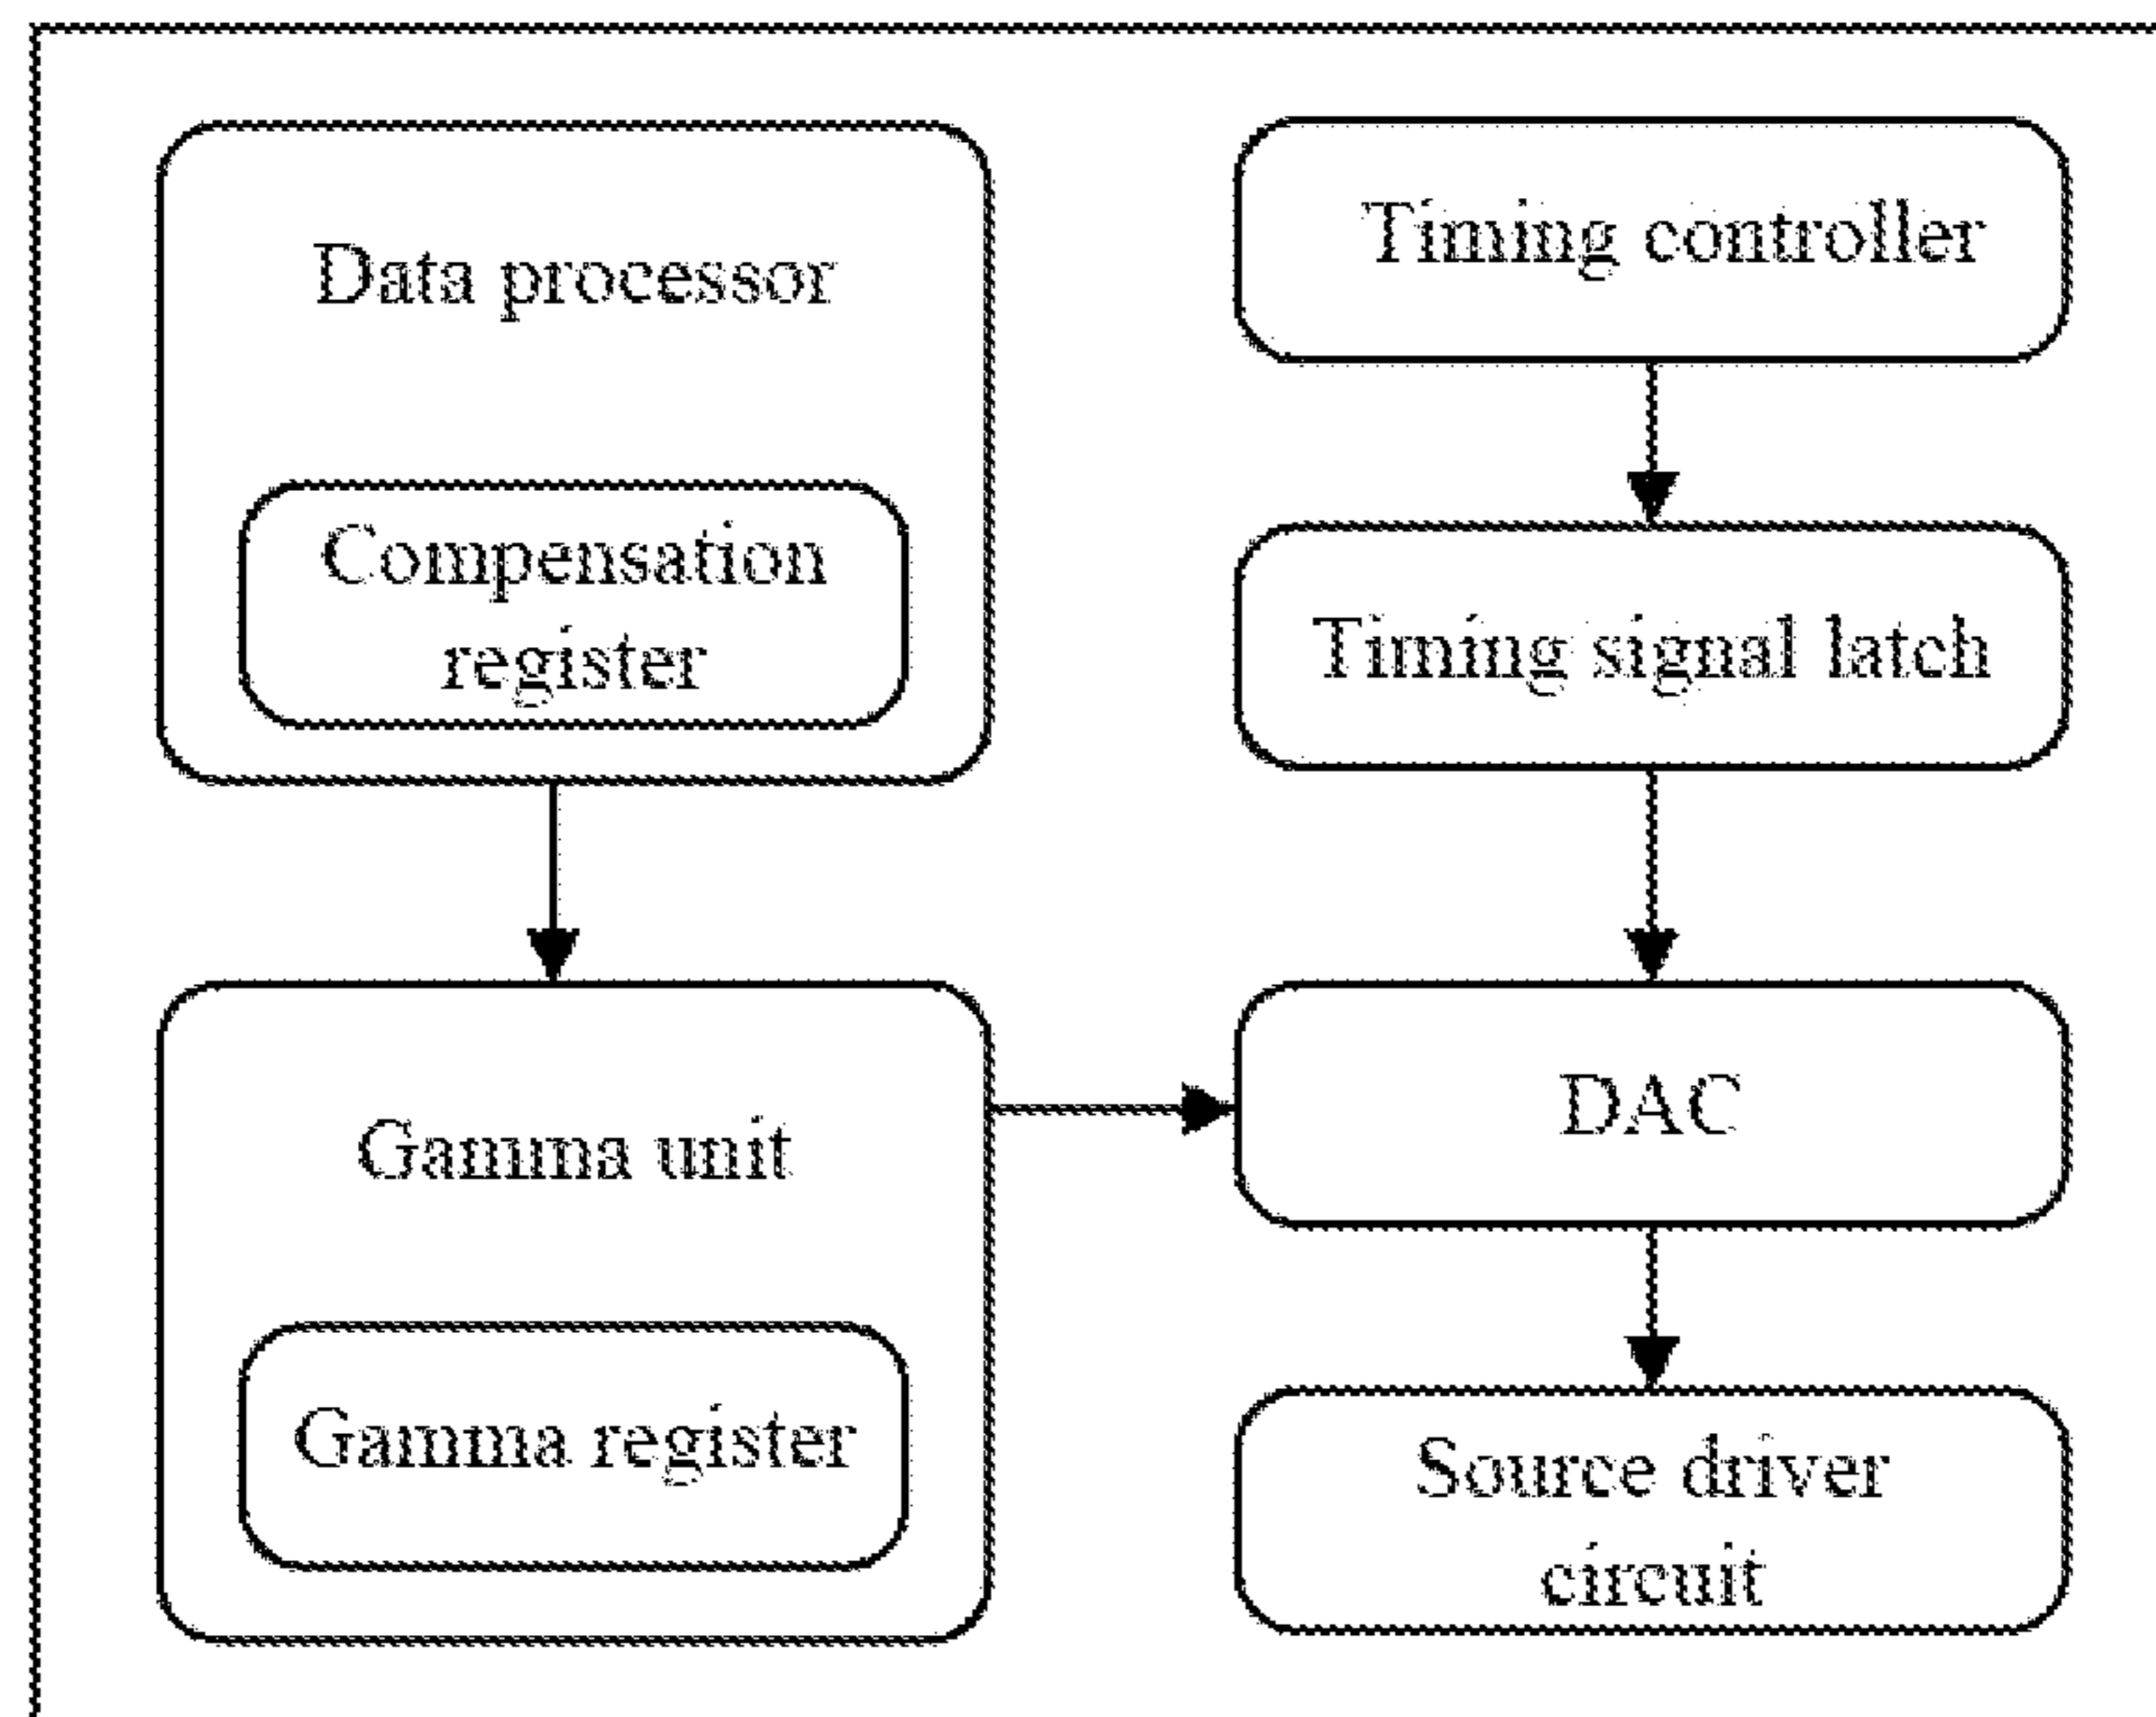 Data processor
Compensation
register
Gamma unit
Gamma register
Timing controller
Timing signal latch
DAC
Source driver
circuit